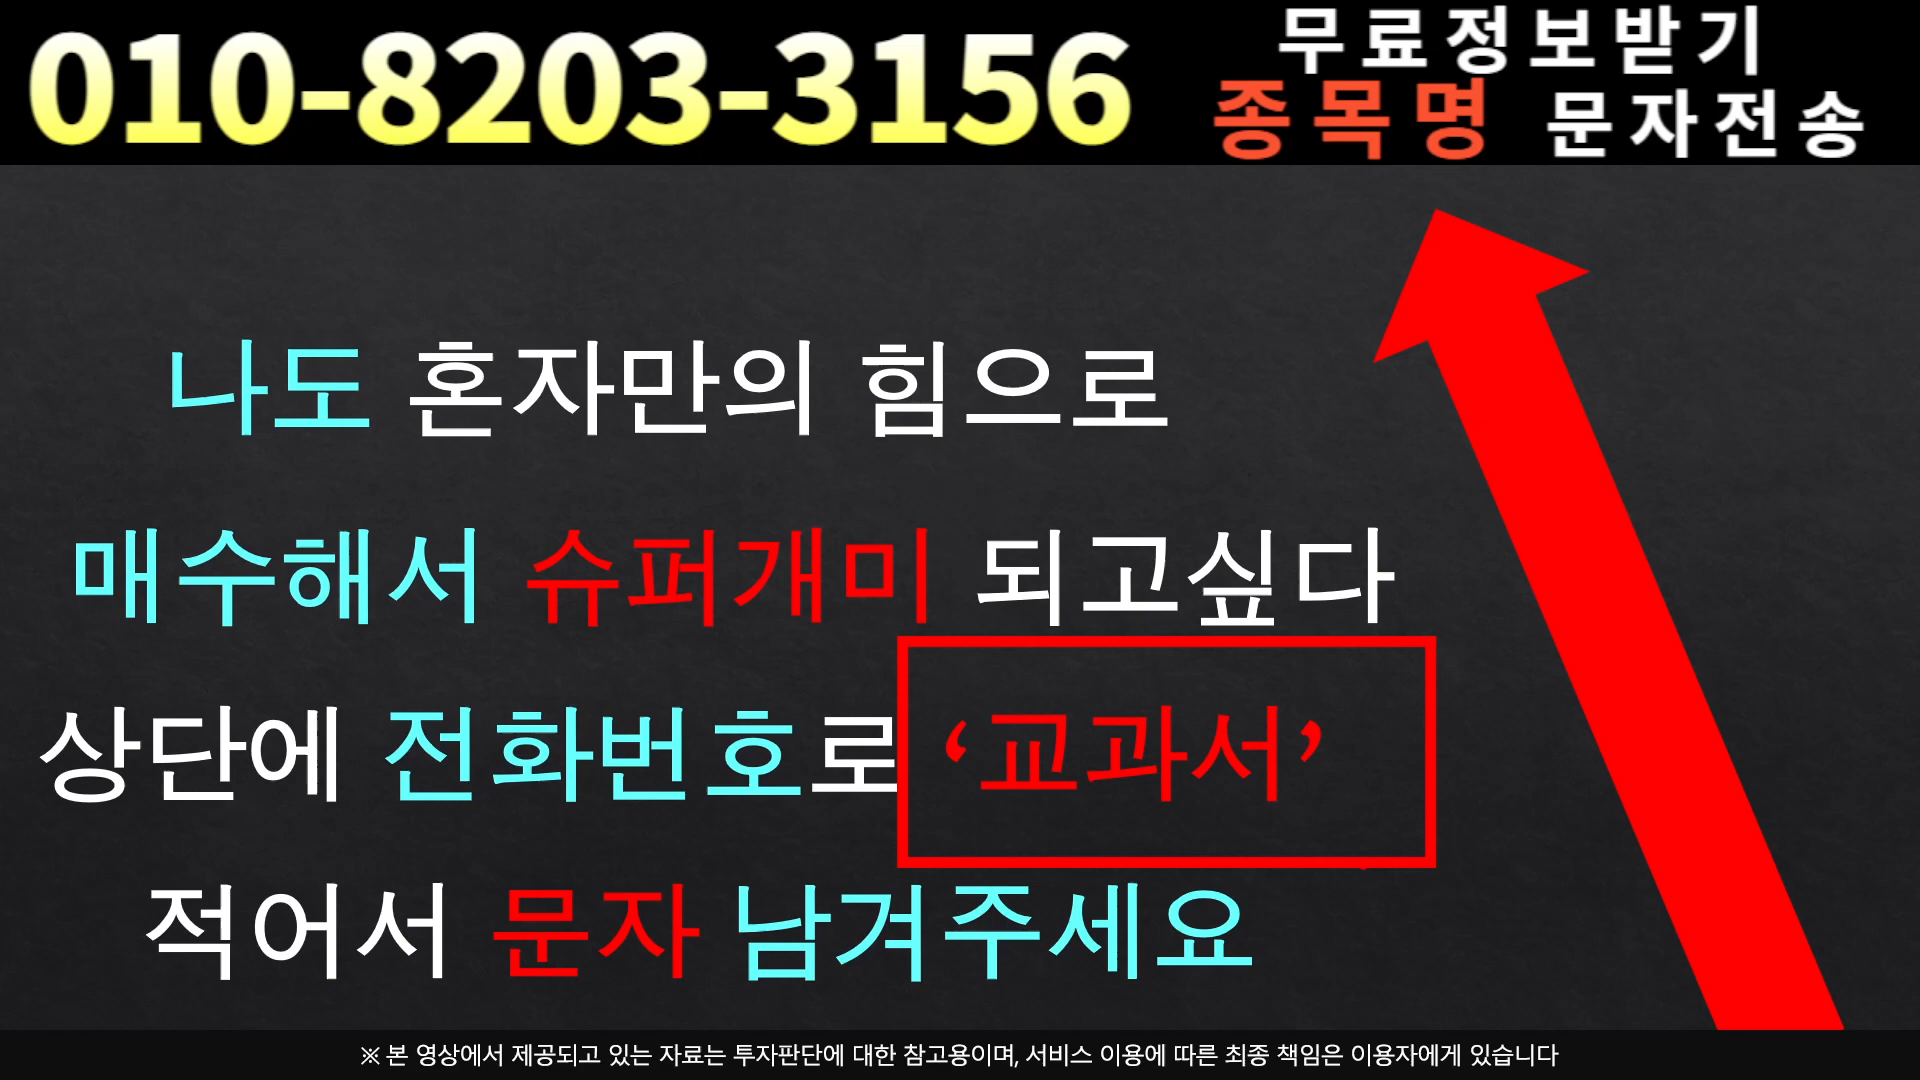 010-8203-3156
무료정보받기
종목명 문자전송
나도 혼자만의 힘으로
매수해서 슈퍼개미 되고싶다
상단에 전화번호로 ‘교과서’
적어서 문자 남겨주세요
※ 본 영상에서 제공되고 있는 자료는 투자판단에 대한 참고용이며, 서비스 이용에 따른 최종 책임은 이용자에게 있습니다